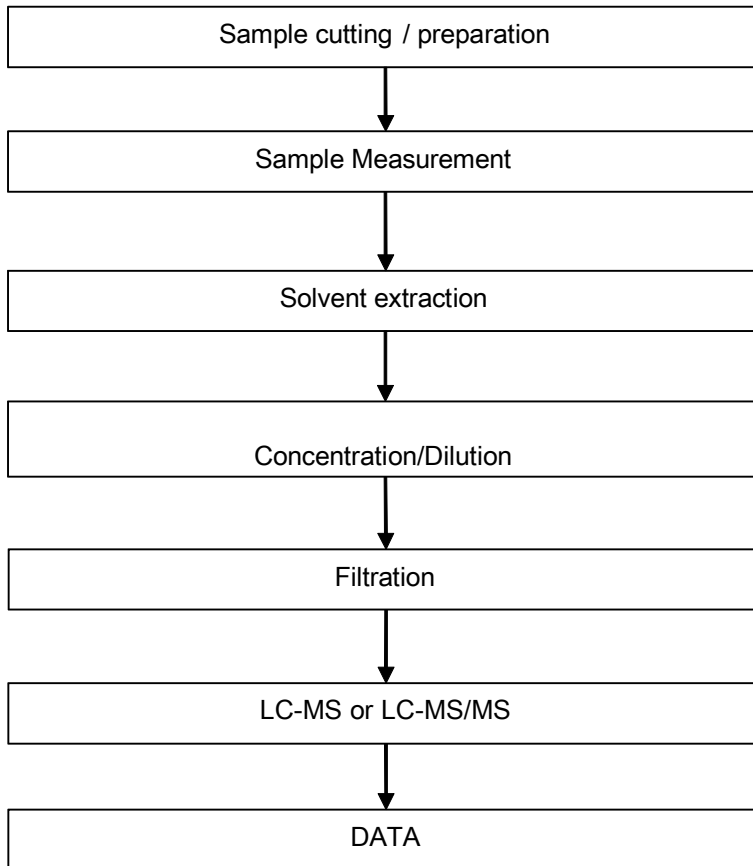 Sample cutting / preparation
Sample Measurement
Solvent extraction
Concentration/Dilution
Filtration
LC-MS or LC-MS/MS
DATA